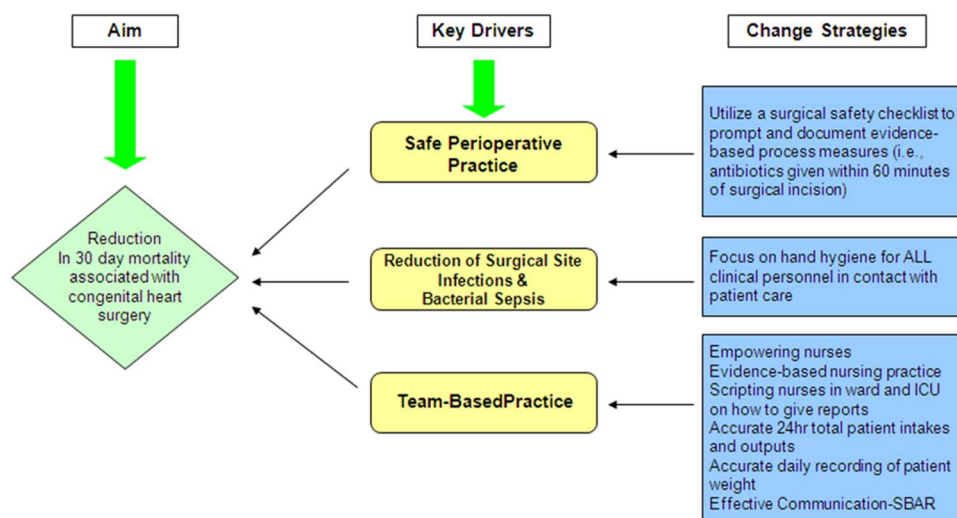 Aim
Key Drivers
Change Strategies
Reduction
In 30 day mortality
associated with
congenital heart
surgery
Safe Perioperative
Practice
Utilize a surgical safety checklist to
prompt and document evidence-
based process measures (i.e.,
antibiotics given within 60 minutes
of surgical incision)
Reduction of Surgical Site
Infections &
Bacterial Sepsis
Focus on hand hygiene for ALL
clinical personnel in contact with
patient care
Team-BasedPractice
Empowering nurses
Evidence-based nursing practice
Scripting nurses in ward and ICU
on how to give reports
Accurate 24hr total patient intakes
and outputs
Accurate daily recording of patient
weight
Effective Communication-SBAR